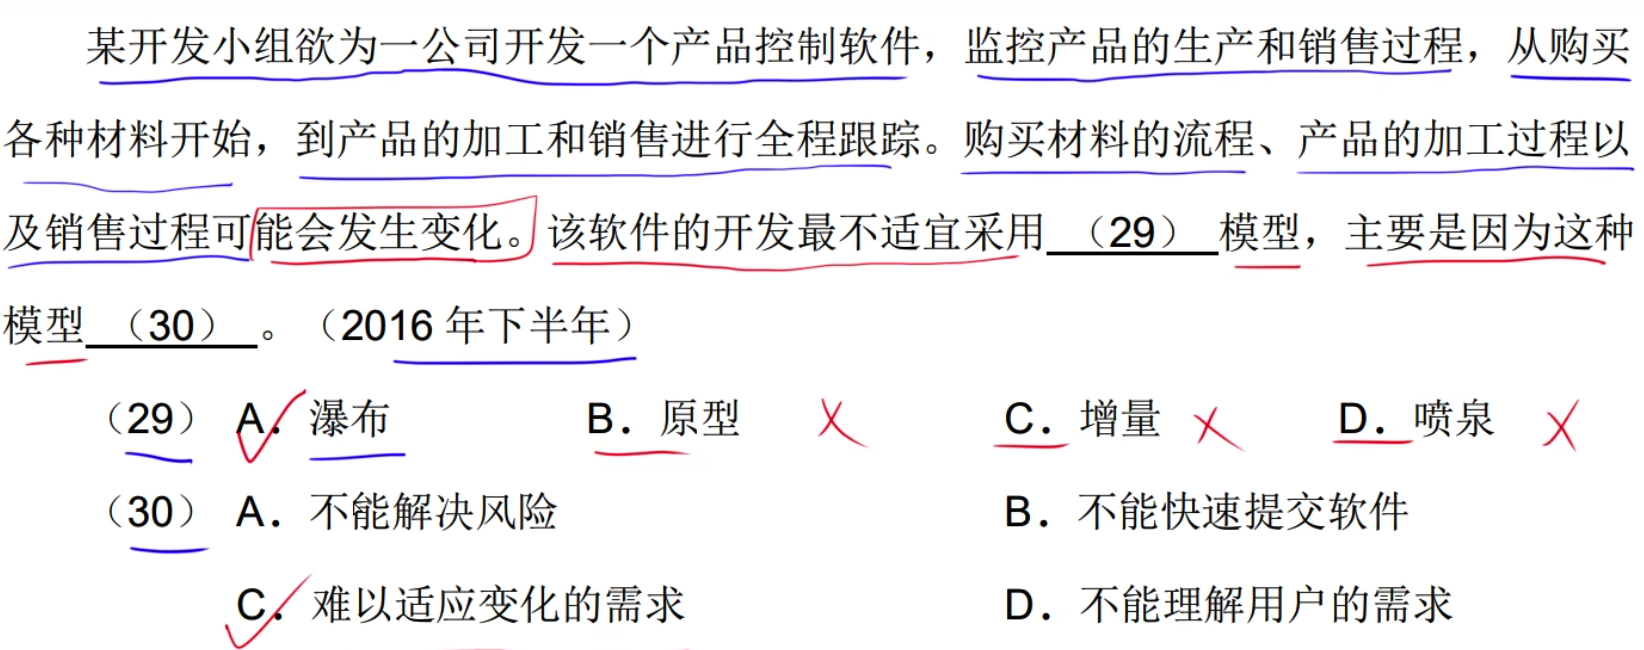 某开发小组欲为一公司开发一个产品控制软件，监控产品的生产和销售过程，从购买
各种材料开始，到产品的加工和销售进行全程跟踪。购买材料的流程、产品的加工过程以
及销售过程可能会发生变化。该软件的开发最不适宜采用 （29） 模型，主要是因为这种
模型 （30） 。（2016 年下半年）
（29） A．瀑布 B．原型 C．增量 D．喷泉
（30） A．不能解决风险 B．不能快速提交软件
C．难以适应变化的需求 D．不能理解用户的需求